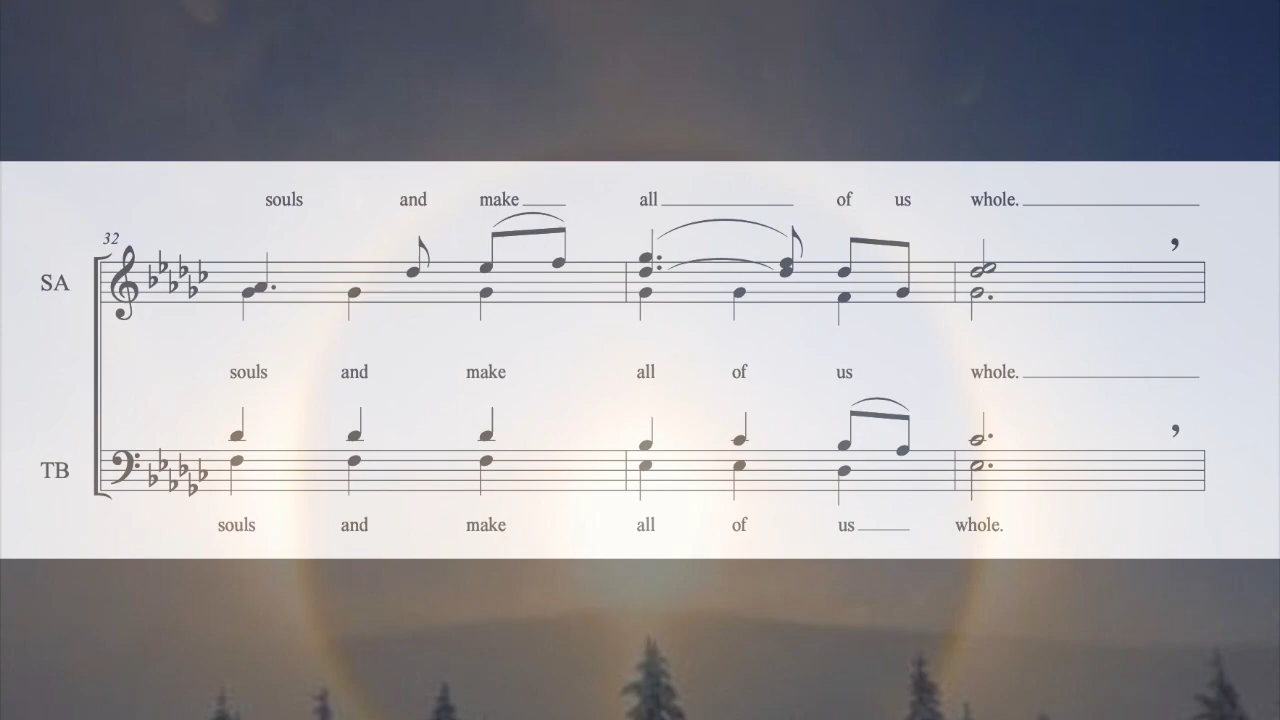 souls and make all of us whole.
32
SA
souls and make all of us whole.
TB
souls and make all of us whole.